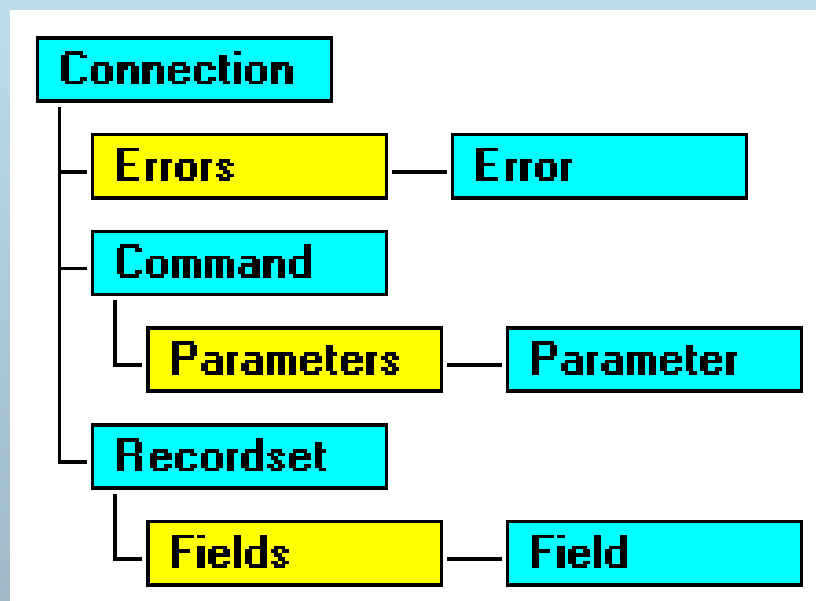 Connection
Errors
Error
Command
Parameters
Parameter
Recordset
Fields
Field